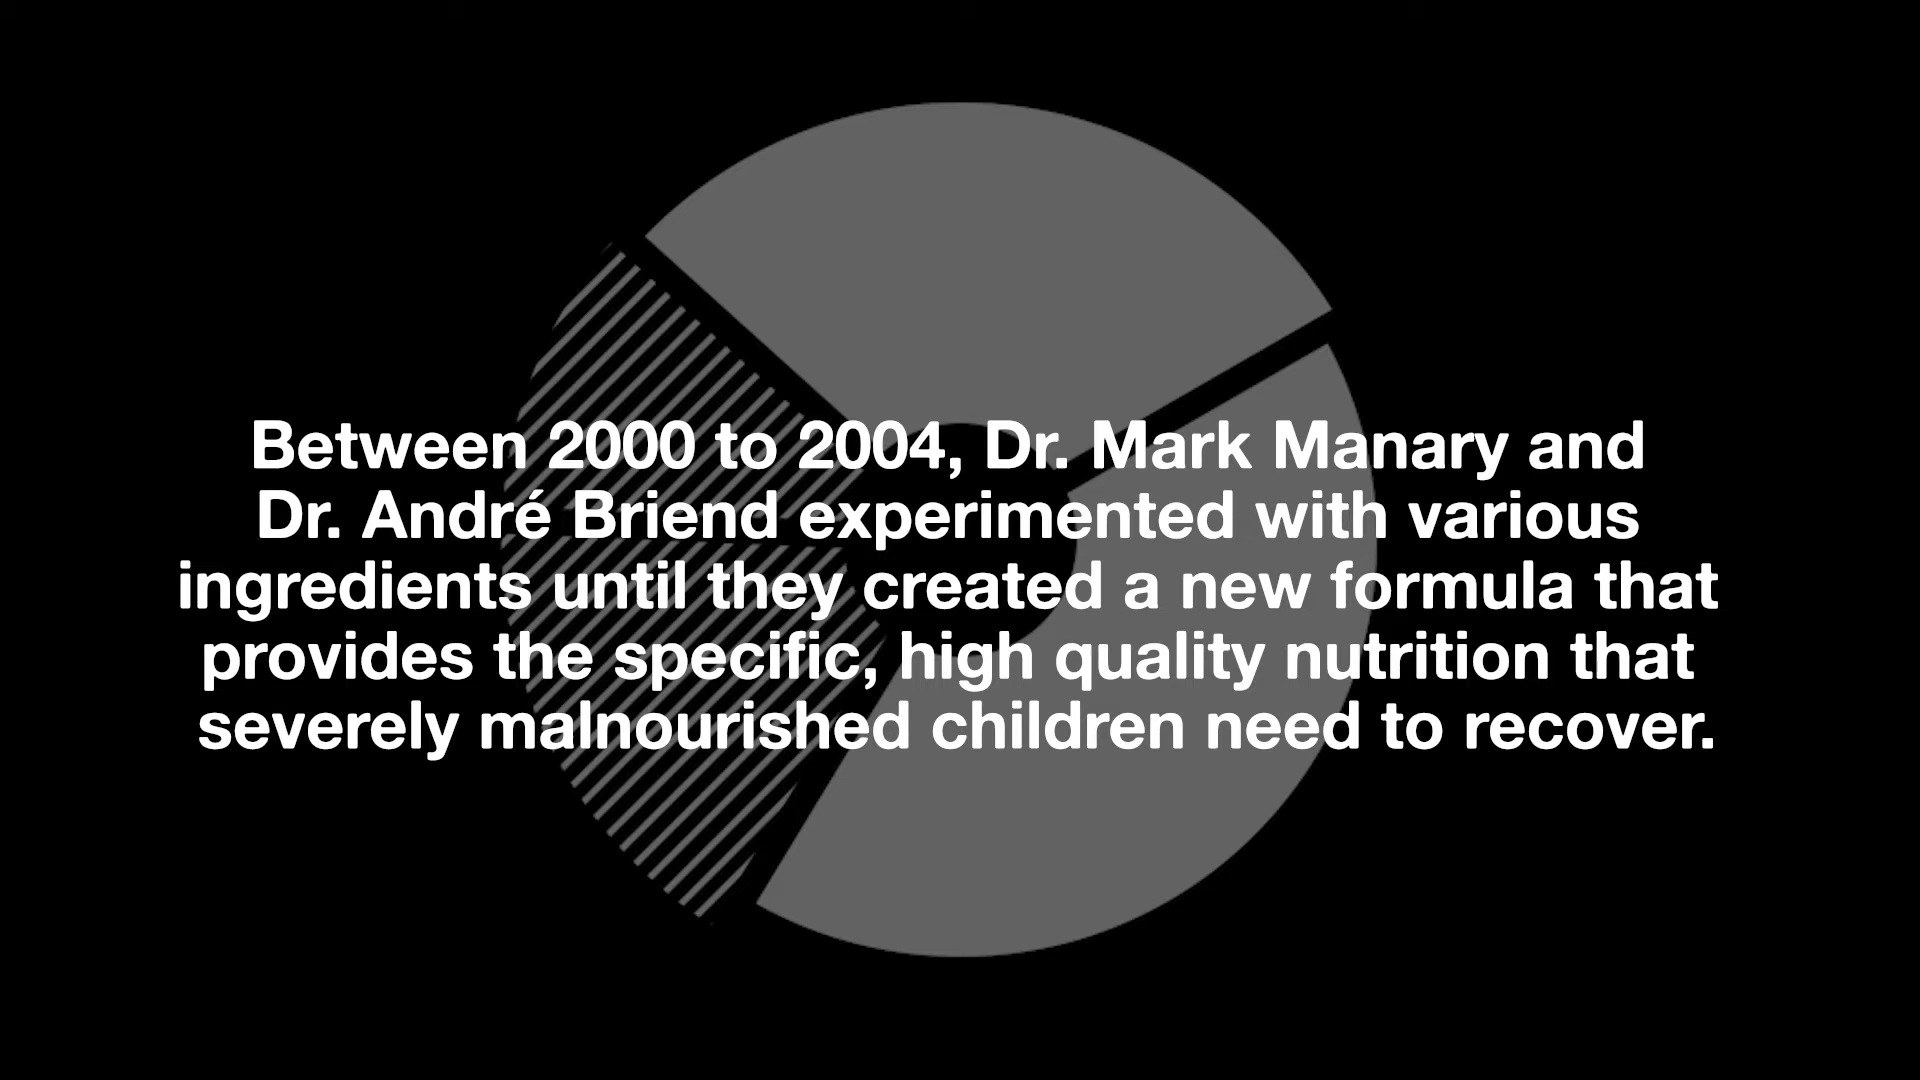 Between 2000 to 2004, Dr. Mark Manary and
Dr. André Briend experimented with various
ingredients until they created a new formula that
provides the specific, high quality nutrition that
severely malnourished children need to recover.